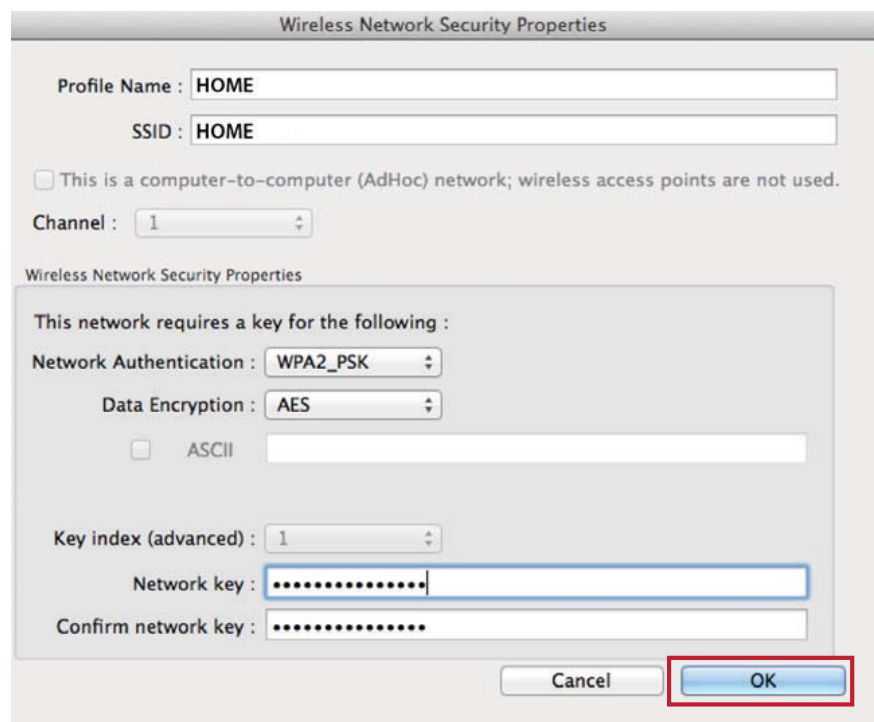 Wireless Network Security Properties
Profile Name : HOME
SSID : HOME
This is a computer-to-computer (AdHoc) network; wireless access points are not used.
Channel : 1
Wireless Network Security Properties
This network requires a key for the following :
Network Authentication : WPA2_PSK
Data Encryption : AES
ASCII
Key index (advanced) : 1
Network key : •••••••••••••••
Confirm network key : •••••••••••••••
Cancel OK